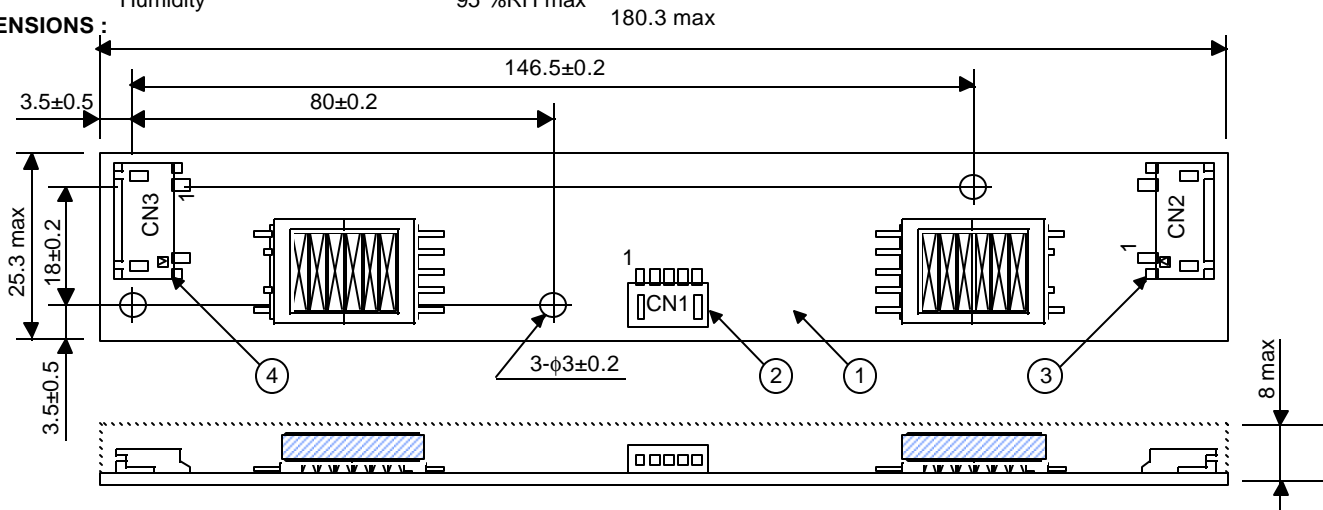 Humidity 95 %RH max
ENSIONS :
180.3 max
146.5±0.2
3.5±0.5 80±0.2
25.3 max
18±0.2
3.5±0.5
CN3
1
1
CN1
1
CN2
3-ϕ3±0.2
4
2
1
3
8 max